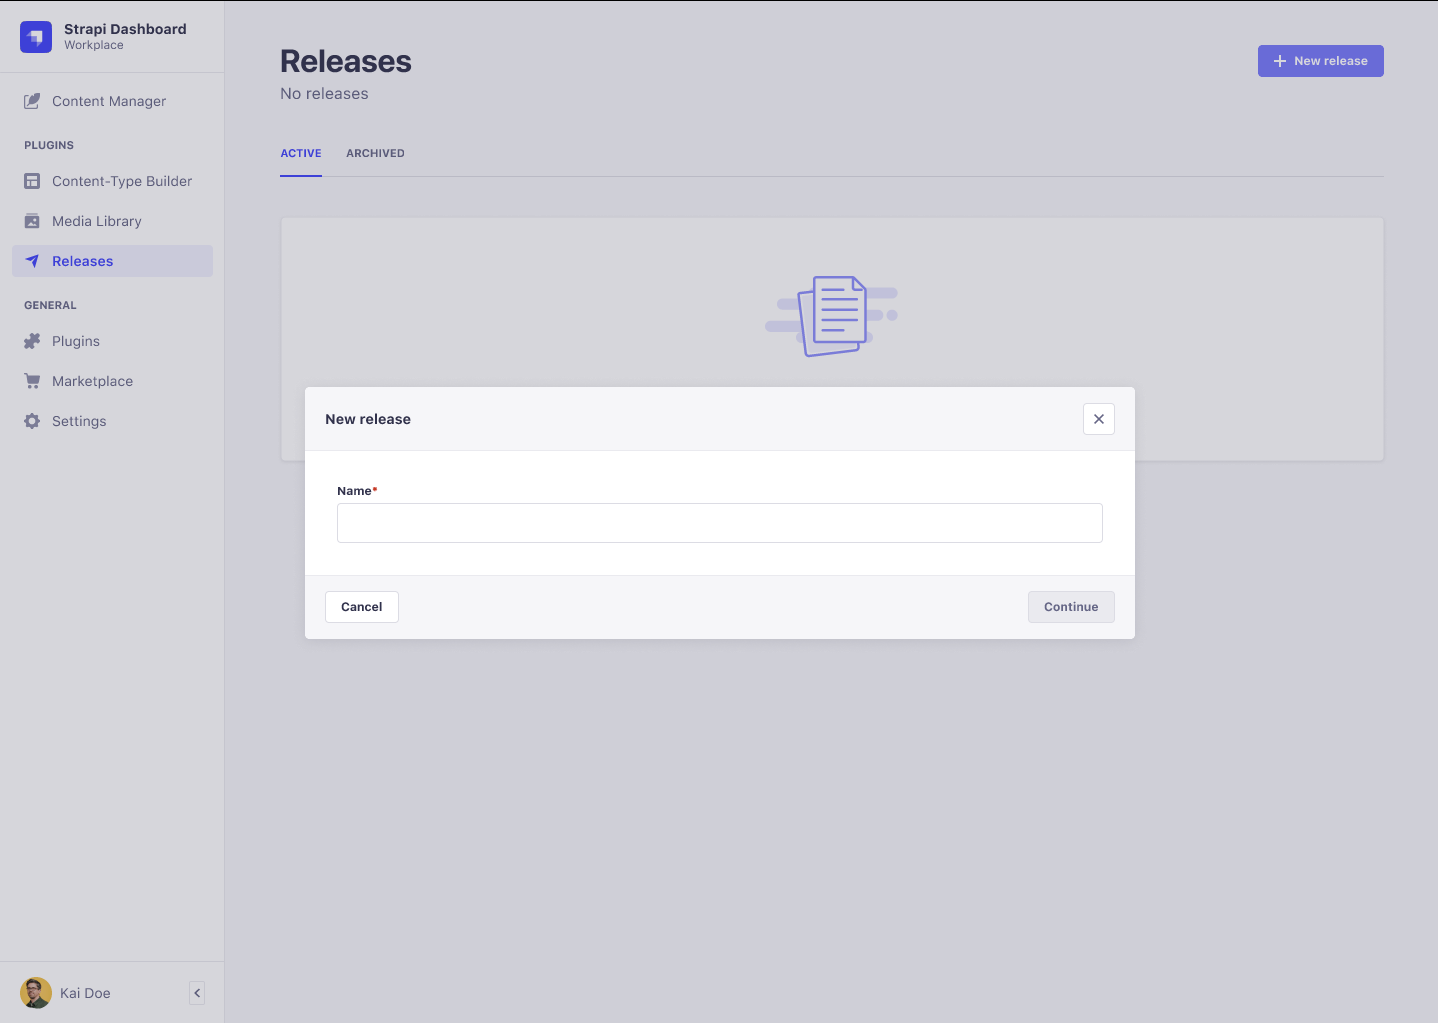 Strapi Dashboard
Workplace
Content Manager
PLUGINS
Content-Type Builder
Media Library
Releases
GENERAL
Plugins
Marketplace
Settings
Kai Doe
Releases
No releases
New release
ACTIVE ARCHIVED
New release
Name*
Cancel
Continue